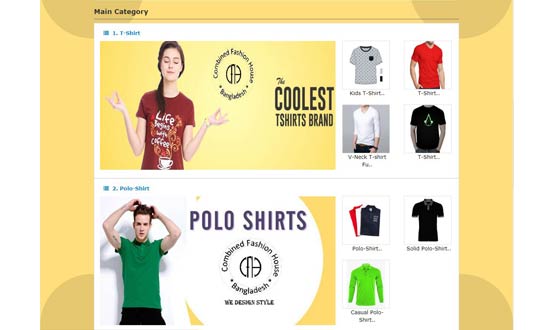 Main Category
1. T-Shirt
Combined Fashion House
Bangladesh
The
COOLEST
TSHIRTS BRAND
Life
begins
with
coffee
Kids T-Shirt...
T-Shirt...
V-Neck T-shirt
Fu...
T-Shirt...
2. Polo-Shirt
POLO SHIRTS
Combined Fashion House
Bangladesh
WE DESIGN STYLE
Polo-Shirt...
Solid Polo-Shirt...
Casual Polo-
Shirt...